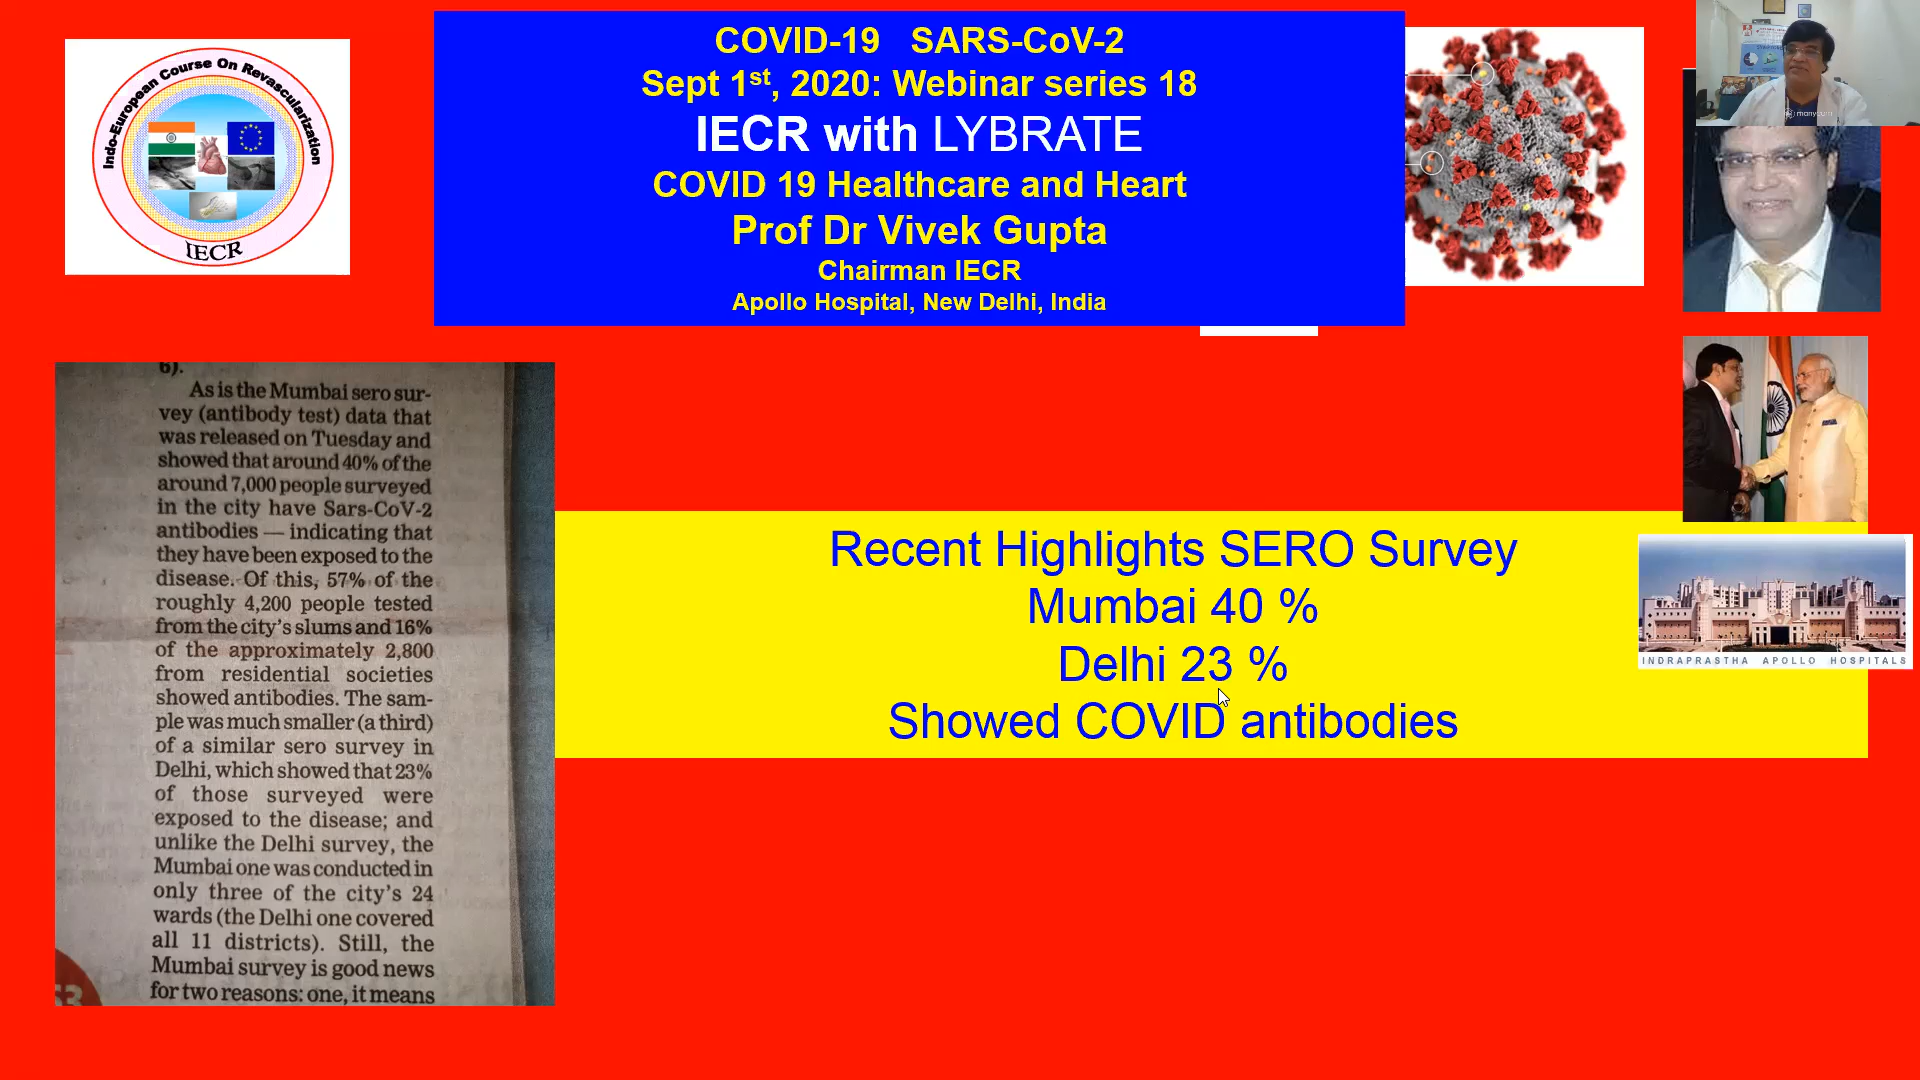 Indo-European Course On Revascularization
IECR
COVID-19 SARS-CoV-2
Sept 1st, 2020: Webinar series 18
IECR with LYBRATE
COVID 19 Healthcare and Heart
Prof Dr Vivek Gupta
Chairman IECR
Apollo Hospital, New Delhi, India
manycam
6).
As is the Mumbai sero sur-
vey (antibody test) data that
was released on Tuesday and
showed that around 40% of the
around 7,000 people surveyed
in the city have Sars-CoV-2
antibodies — indicating that
they have been exposed to the
disease. Of this, 57% of the
roughly 4,200 people tested
from the city's slums and 16%
of the approximately 2,800
from residential societies
showed antibodies. The sam-
ple was much smaller (a third)
of a similar sero survey in
Delhi, which showed that 23%
of those surveyed were
exposed to the disease; and
unlike the Delhi survey, the
Mumbai one was conducted in
only three of the city's 24
wards (the Delhi one covered
all 11 districts). Still, the
Mumbai survey is good news
for two reasons: one, it means
53
Recent Highlights SERO Survey
Mumbai 40 %
Delhi 23 %
Showed COVID antibodies
INDRAPRASTHA APOLLO HOSPITALS